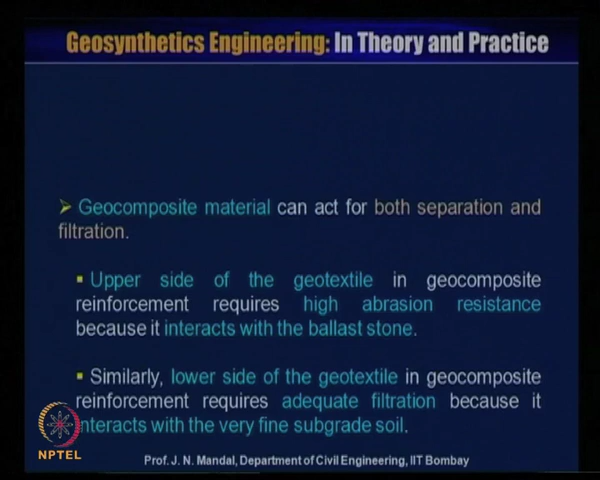 Geosynthetics Engineering: In Theory and Practice
➢ Geocomposite material can act for both separation and
filtration.
▪ Upper side of the geotextile in geocomposite
reinforcement requires high abrasion resistance
because it interacts with the ballast stone.
▪ Similarly, lower side of the geotextile in geocomposite
reinforcement requires adequate filtration because it
interacts with the very fine subgrade soil.
NPTEL
Prof. J. N. Mandal, Department of Civil Engineering, IIT Bombay